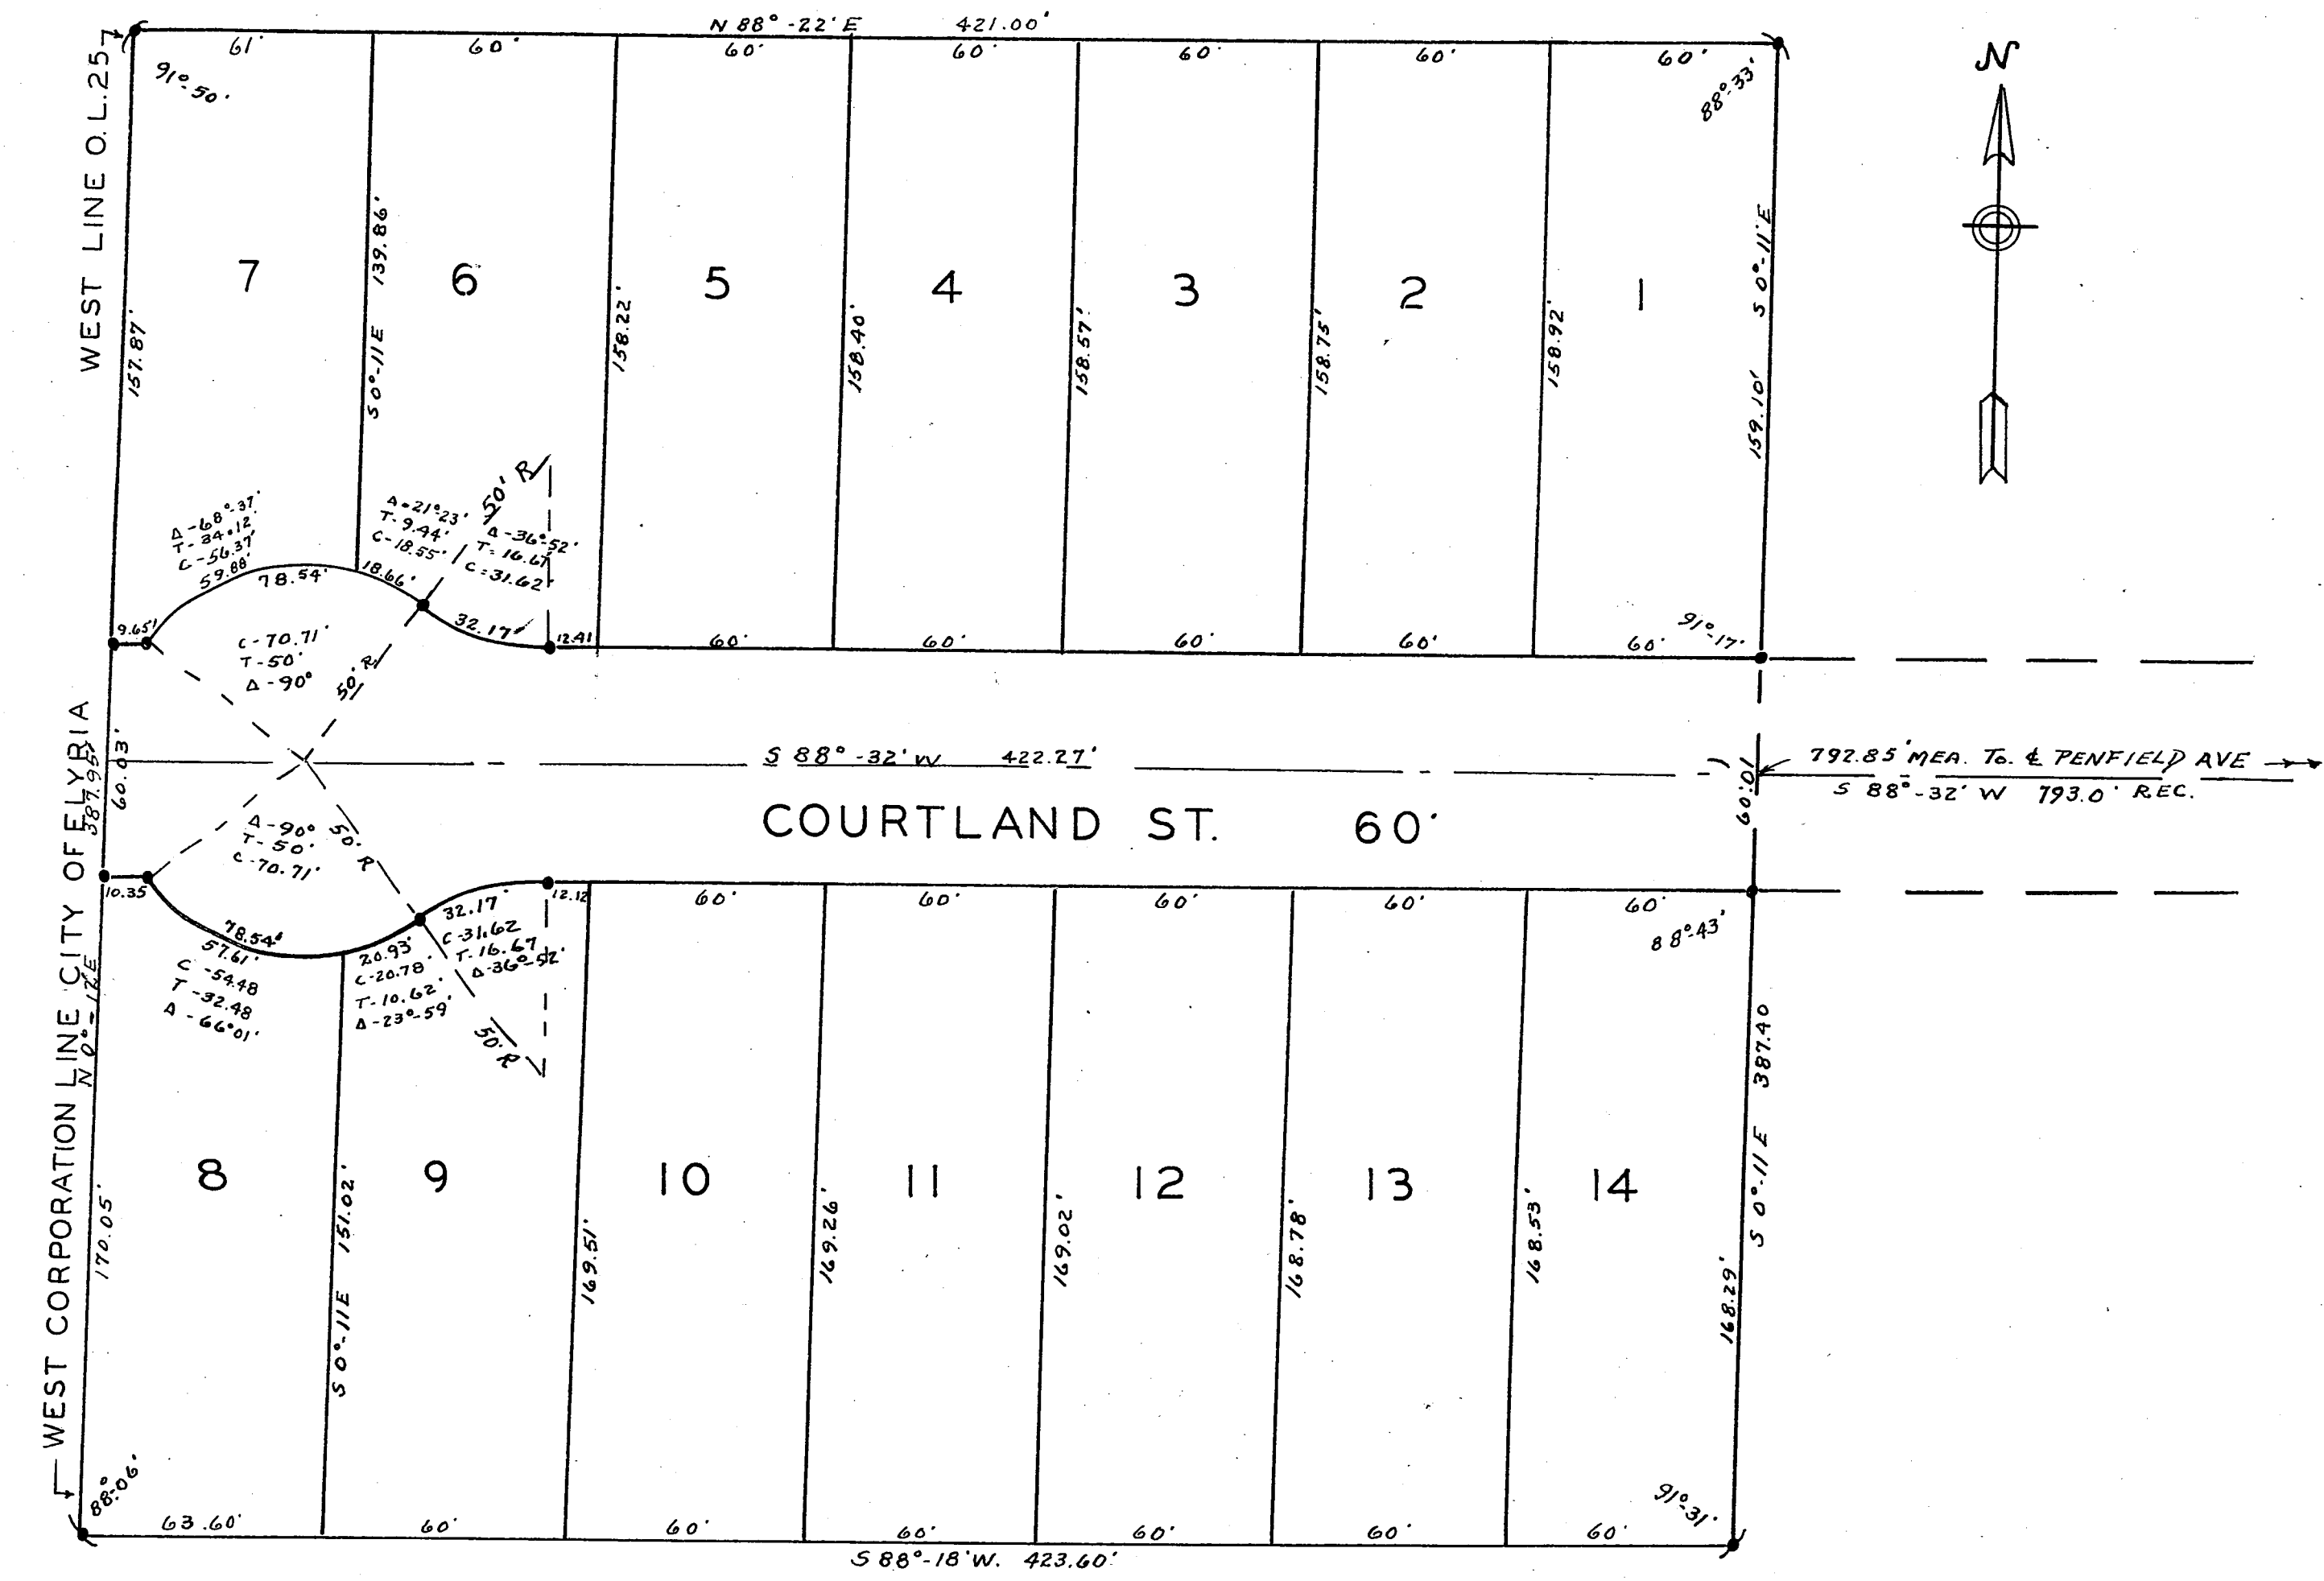 N 88°-22' E 421.00'
61' 60' 60' 60' 60' 60' 60'
N
91°-50'
88°-33'
WEST LINE O.L.25
157.87'
S 0°-11 E 139.86'
158.22'
158.40'
158.57'
158.75'
158.92'
159.10' S 0°-11' E
7 6 5 4 3 2 1
Δ-68°-37'
T-34.12'
C-56.37'
59.88'
78.54'
Δ=21°-23'
T-9.44'
C-18.55'
18.66'
50' R
Δ-36°-52'
T=16.67'
C=31.62'
32.17'
9.65'
12.41
60' 60' 60' 60' 60'
91°-17'
C-70.71'
T-50'
Δ-90°
50' R
60.03'
387.95'
S 88°-32' W 422.27'
60.01
792.85' MEA. To. ℄ PENFIELD AVE
S 88°-32' W 793.0' REC.
COURTLAND ST. 60'
Δ-90°
T-50'
C-70.71'
50' R
10.35
78.54'
57.61'
C-54.48
T-32.48
Δ-66°01'
32.17'
20.93'
C-20.78'
T-10.62'
Δ-23°-59'
C-31.62
T-16.67
Δ-36°-52'
50' R
12.12
60' 60' 60' 60' 60'
88°-43'
WEST CORPORATION LINE CITY OF ELYRIA
N 0°-12 E
170.05'
S 0°-11 E 151.02'
169.51'
169.26'
169.02'
168.78'
168.53'
168.29'
S 0°-11 E 387.40
8 9 10 11 12 13 14
88°-06'
91°-31'
63.60' 60' 60' 60' 60' 60' 60'
S 88°-18' W. 423.60'